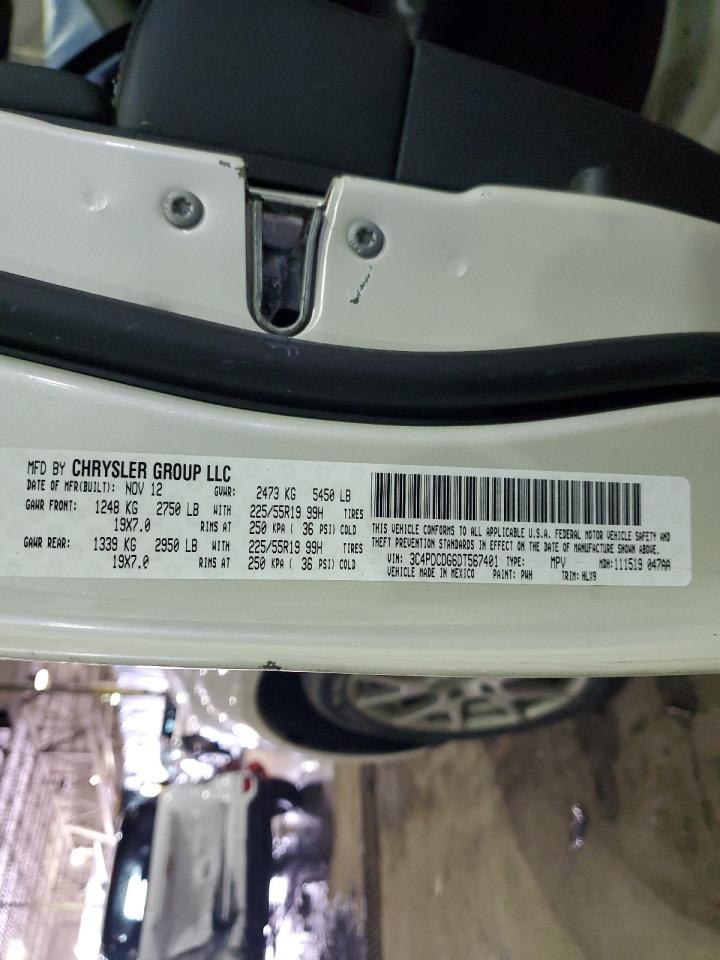 MFD BY CHRYSLER GROUP LLC
DATE OF MFR(BUILT): NOV 12 GVWR: 2473 KG 5450 LB
GAWR FRONT: 1248 KG 2750 LB WITH 225/55R19 99H TIRES
19X7.0 RIMS AT 250 KPA ( 36 PSI) COLD
GAWR REAR: 1339 KG 2950 LB WITH 225/55R19 99H TIRES
19X7.0 RIMS AT 250 KPA ( 36 PSI) COLD
THIS VEHICLE CONFORMS TO ALL APPLICABLE U.S.A. FEDERAL MOTOR VEHICLE SAFETY AND
THEFT PREVENTION STANDARDS IN EFFECT ON THE DATE OF MANUFACTURE SHOWN ABOVE.
VIN: 3C4PDCDG6DT567401 TYPE: MPV MDH:111519 047AA
VEHICLE MADE IN MEXICO PAINT: PWH TRIM: HLX9